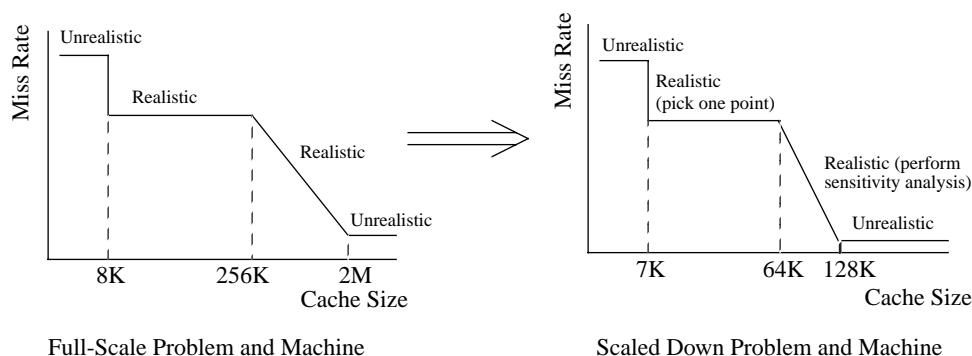 Miss Rate
Unrealistic
Realistic
Realistic
Unrealistic
8K
256K
2M
Cache Size
Full-Scale Problem and Machine
Miss Rate
Unrealistic
Realistic
(pick one point)
Realistic (perform
sensitivity analysis)
Unrealistic
7K
64K
128K
Cache Size
Scaled Down Problem and Machine